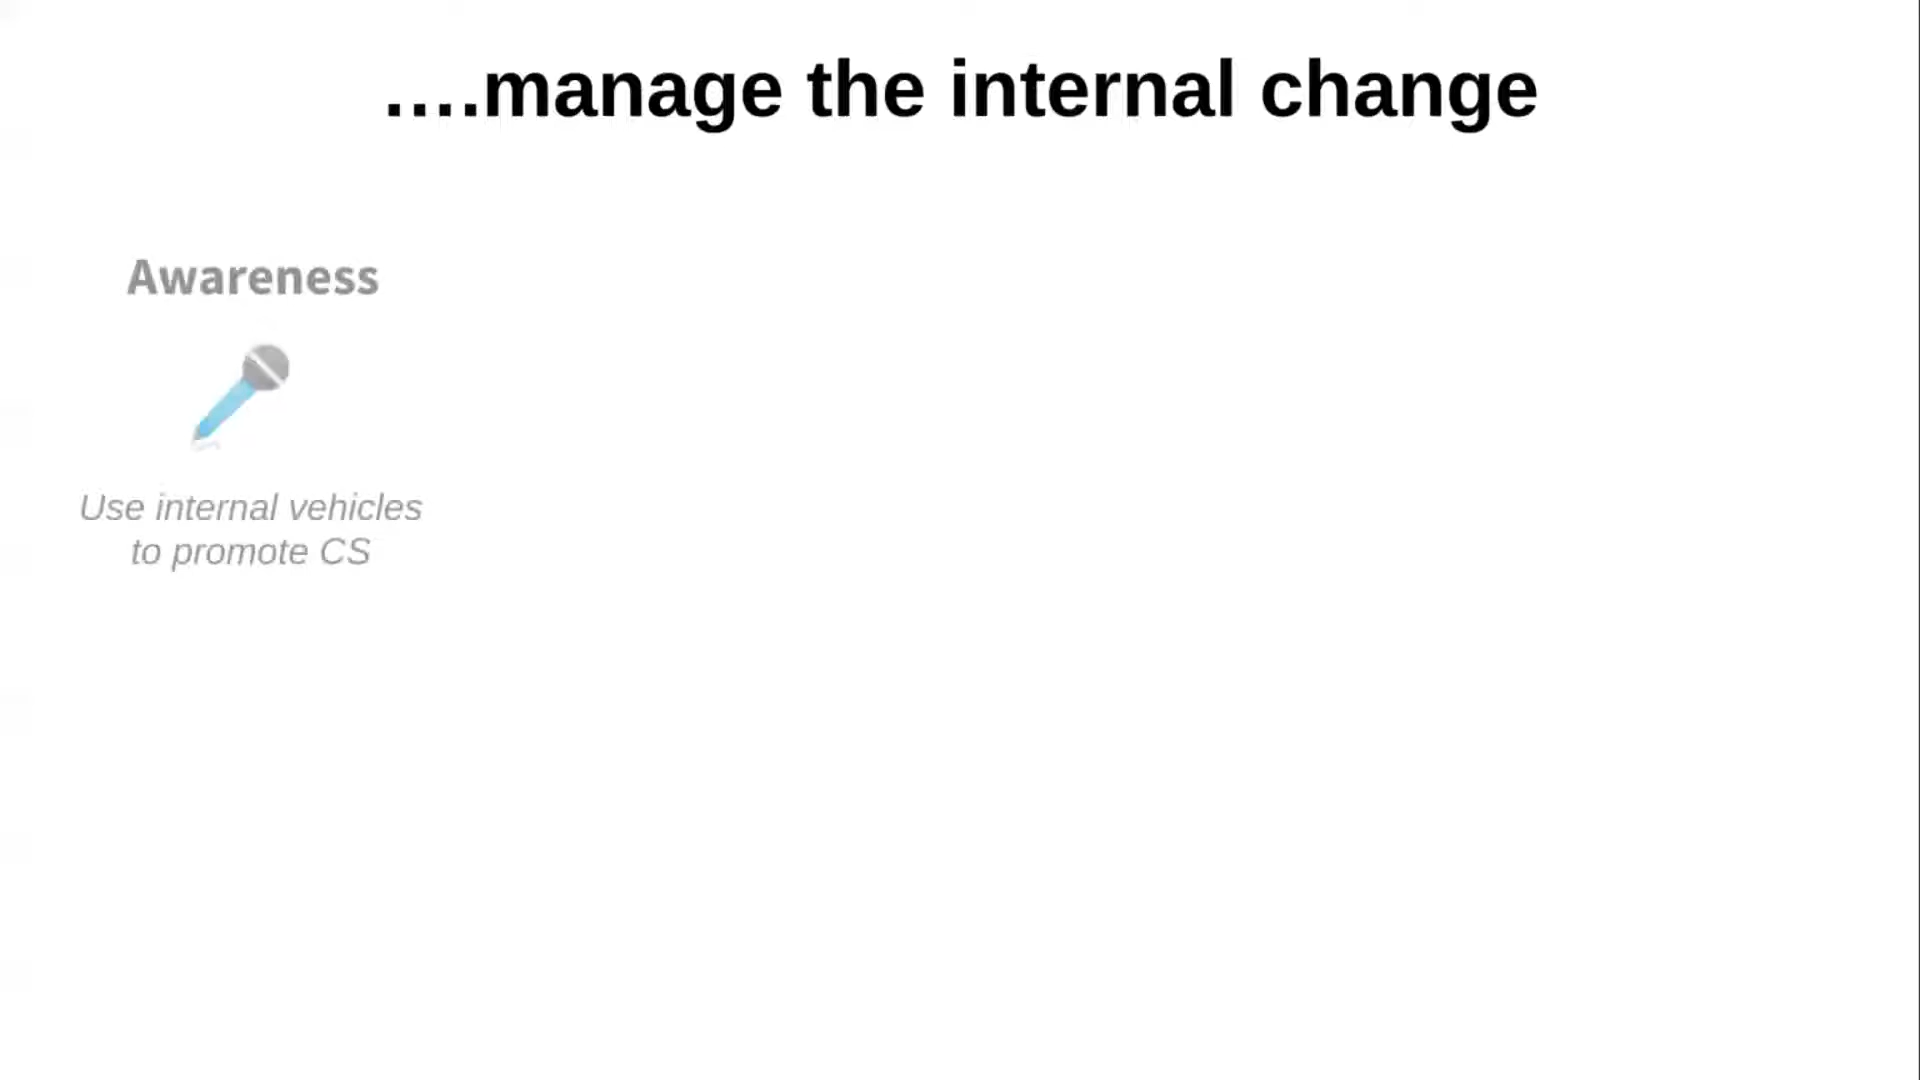 ....manage the internal change
Awareness
Use internal vehicles
to promote CS